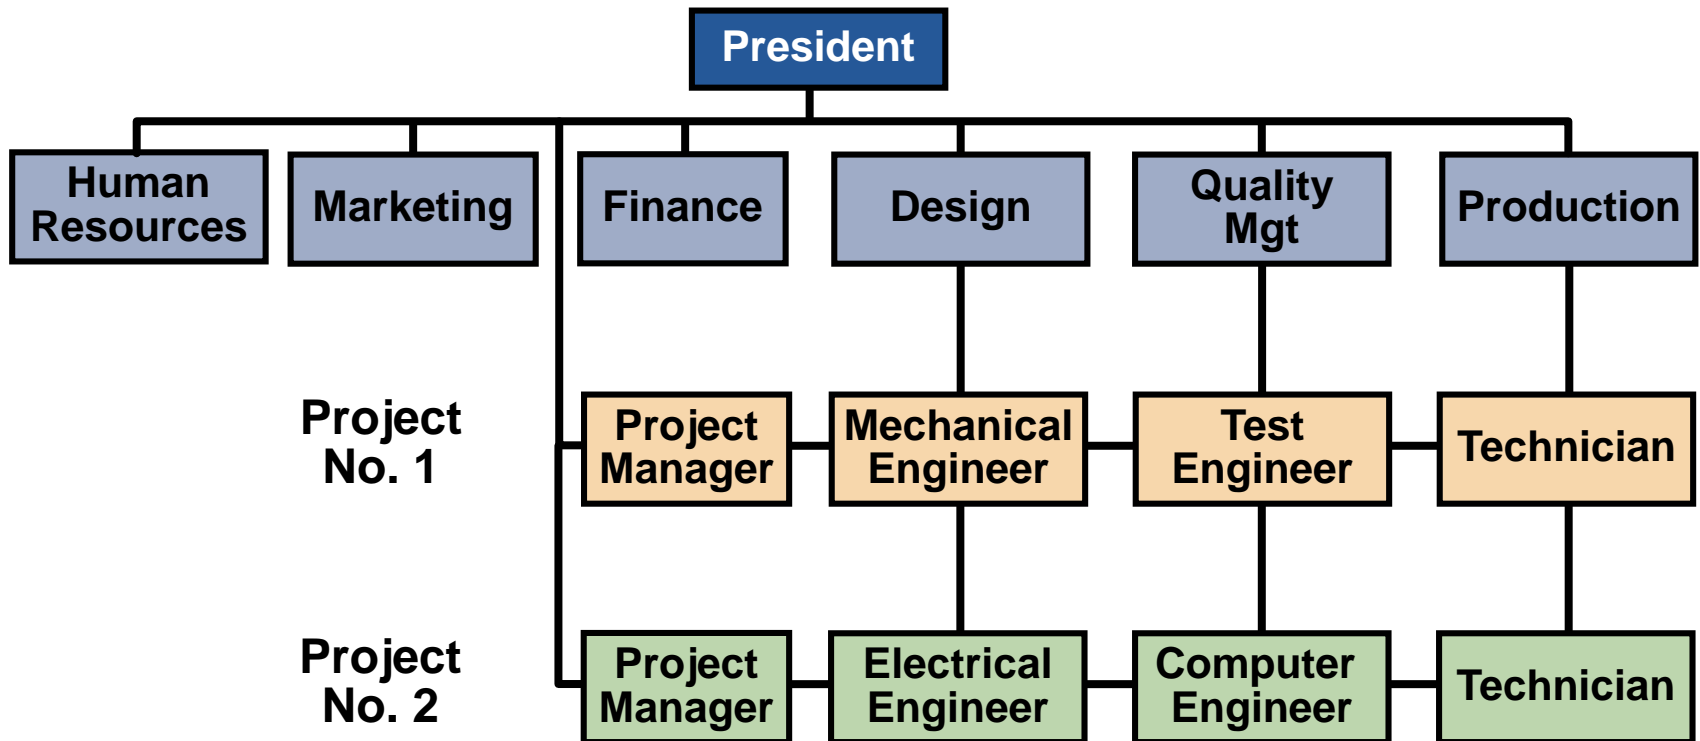 President
Human
Resources
Marketing
Finance
Design
Quality
Mgt
Production
Project
No. 1
Project
Manager
Mechanical
Engineer
Test
Engineer
Technician
Project
No. 2
Project
Manager
Electrical
Engineer
Computer
Engineer
Technician